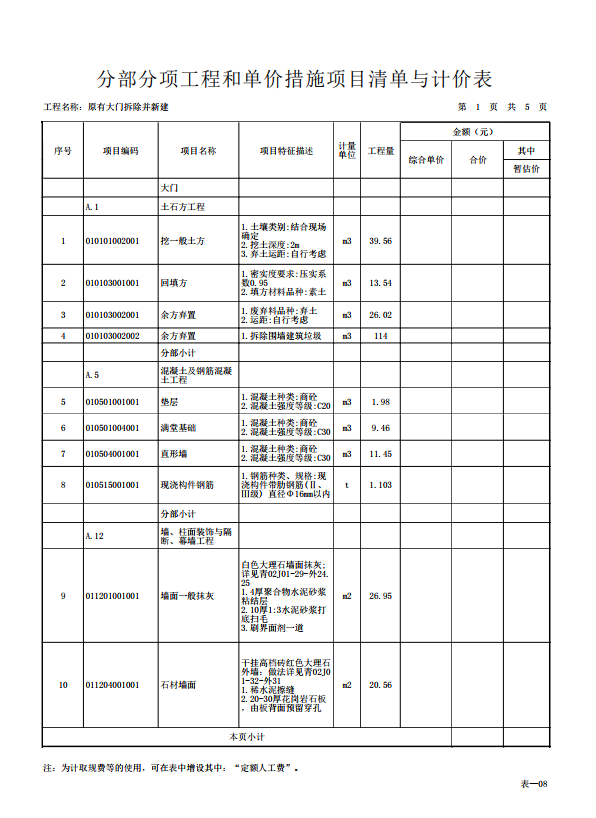 分部分项工程和单价措施项目清单与计价表
工程名称: 原有大门拆除并新建
第 1 页 共 5 页
序号 项目编码 项目名称 项目特征描述 计量单位 工程量 金额（元）
综合单价 合价 其中
暂估价
大门
A.1 土石方工程
1 010101002001 挖一般土方 1.土壤类别:结合现场
确定
2.挖土深度:2m
3.弃土运距:自行考虑 m3 39.56
2 010103001001 回填方 1.密实度要求:压实系
数0.95
2.填方材料品种:素土 m3 13.54
3 010103002001 余方弃置 1.废弃料品种:弃土
2.运距:自行考虑 m3 26.02
4 010103002002 余方弃置 1.拆除围墙建筑垃圾 m3 114
分部小计
A.5 混凝土及钢筋混凝
土工程
5 010501001001 垫层 1.混凝土种类:商砼
2.混凝土强度等级:C20 m3 1.98
6 010501004001 满堂基础 1.混凝土种类:商砼
2.混凝土强度等级:C30 m3 9.46
7 010504001001 直形墙 1.混凝土种类:商砼
2.混凝土强度等级:C30 m3 11.45
8 010515001001 现浇构件钢筋 1.钢筋种类、规格:现
浇构件带肋钢筋(Ⅱ、
Ⅲ级) 直径Φ16mm以内 t 1.103
分部小计
A.12 墙、柱面装饰与隔
断、幕墙工程
9 011201001001 墙面一般抹灰 白色大理石墙面抹灰;
详见青02J01-29-外24.
25
1.4厚聚合物水泥砂浆
粘结层
2.10厚1:3水泥砂浆打
底扫毛
3.刷界面剂一道 m2 26.95
10 011204001001 石材墙面 干挂高档砖红色大理石
外墙: 做法详见青02J0
1-32-外31
1.稀水泥擦缝
2.20-30厚花岗岩石板
，由板背面预留穿孔 m2 20.56
本页小计
注: 为计取规费等的使用，可在表中增设其中: “定额人工费”。
表—08